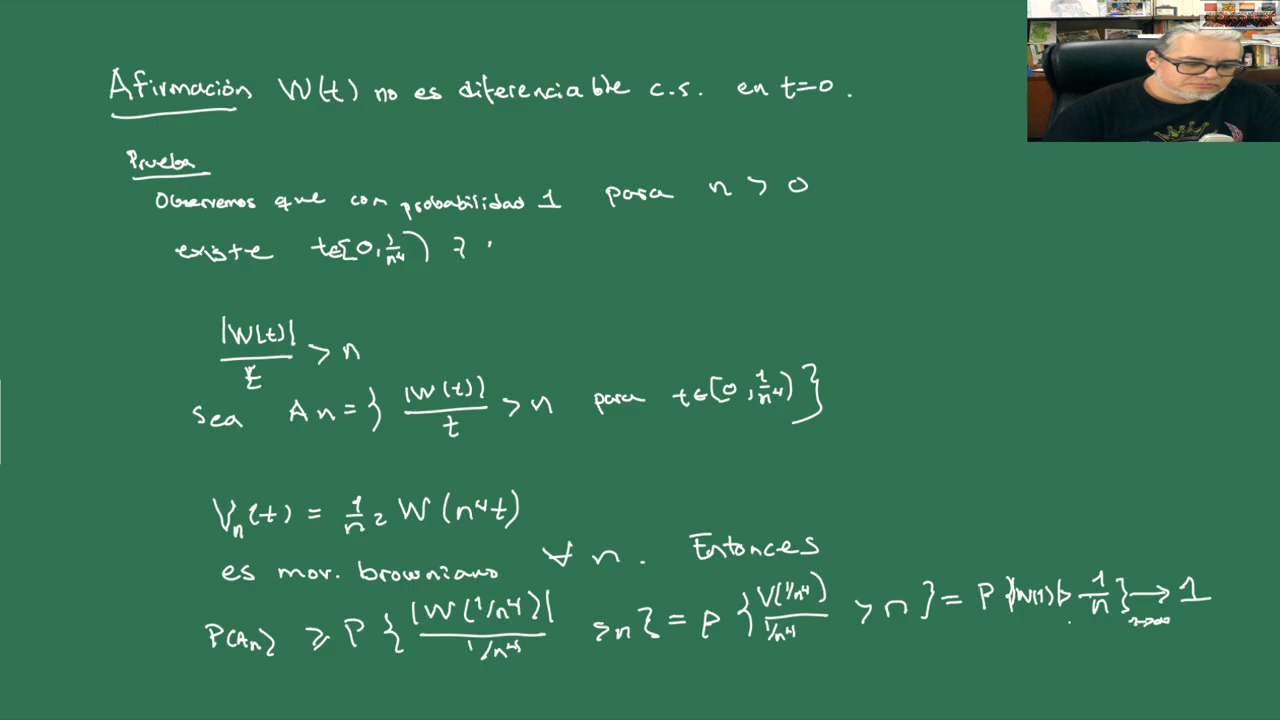 Afirmación W(t) no es diferenciable c.s. en t=0.
Prueba
Observemos que com probabilidad 1 para n > 0
existe t∈[0, 1/n4) ∃
|W(t)|/t > n
Sea An = { |W(t)|/t > n para t∈[0, 1/n4) }
Vn(t) = 1/n2 W(n4t)
es mov. browniano ∀ n. Entonces
P(An) ≥ P{ |W(1/n4)| / 1/n4 > n } = P{ V(1/n4) / 1/n4 > n } = P{|W(1)| > 1/n} → 1 n→∞